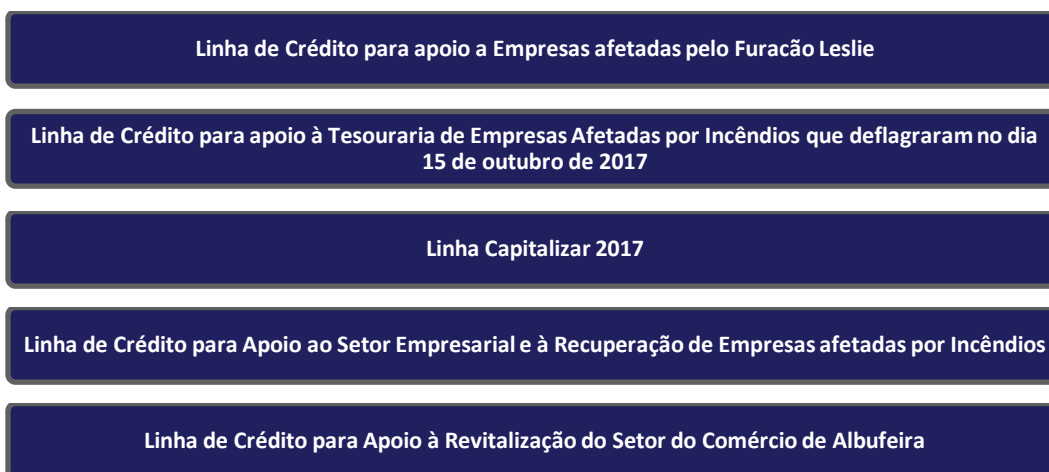 Linha de Crédito para apoio a Empresas afetadas pelo Furacão Leslie
Linha de Crédito para apoio à Tesouraria de Empresas Afetadas por Incêndios que deflagraram no dia
15 de outubro de 2017
Linha Capitalizar 2017
Linha de Crédito para Apoio ao Setor Empresarial e à Recuperação de Empresas afetadas por Incêndios
Linha de Crédito para Apoio à Revitalização do Setor do Comércio de Albufeira